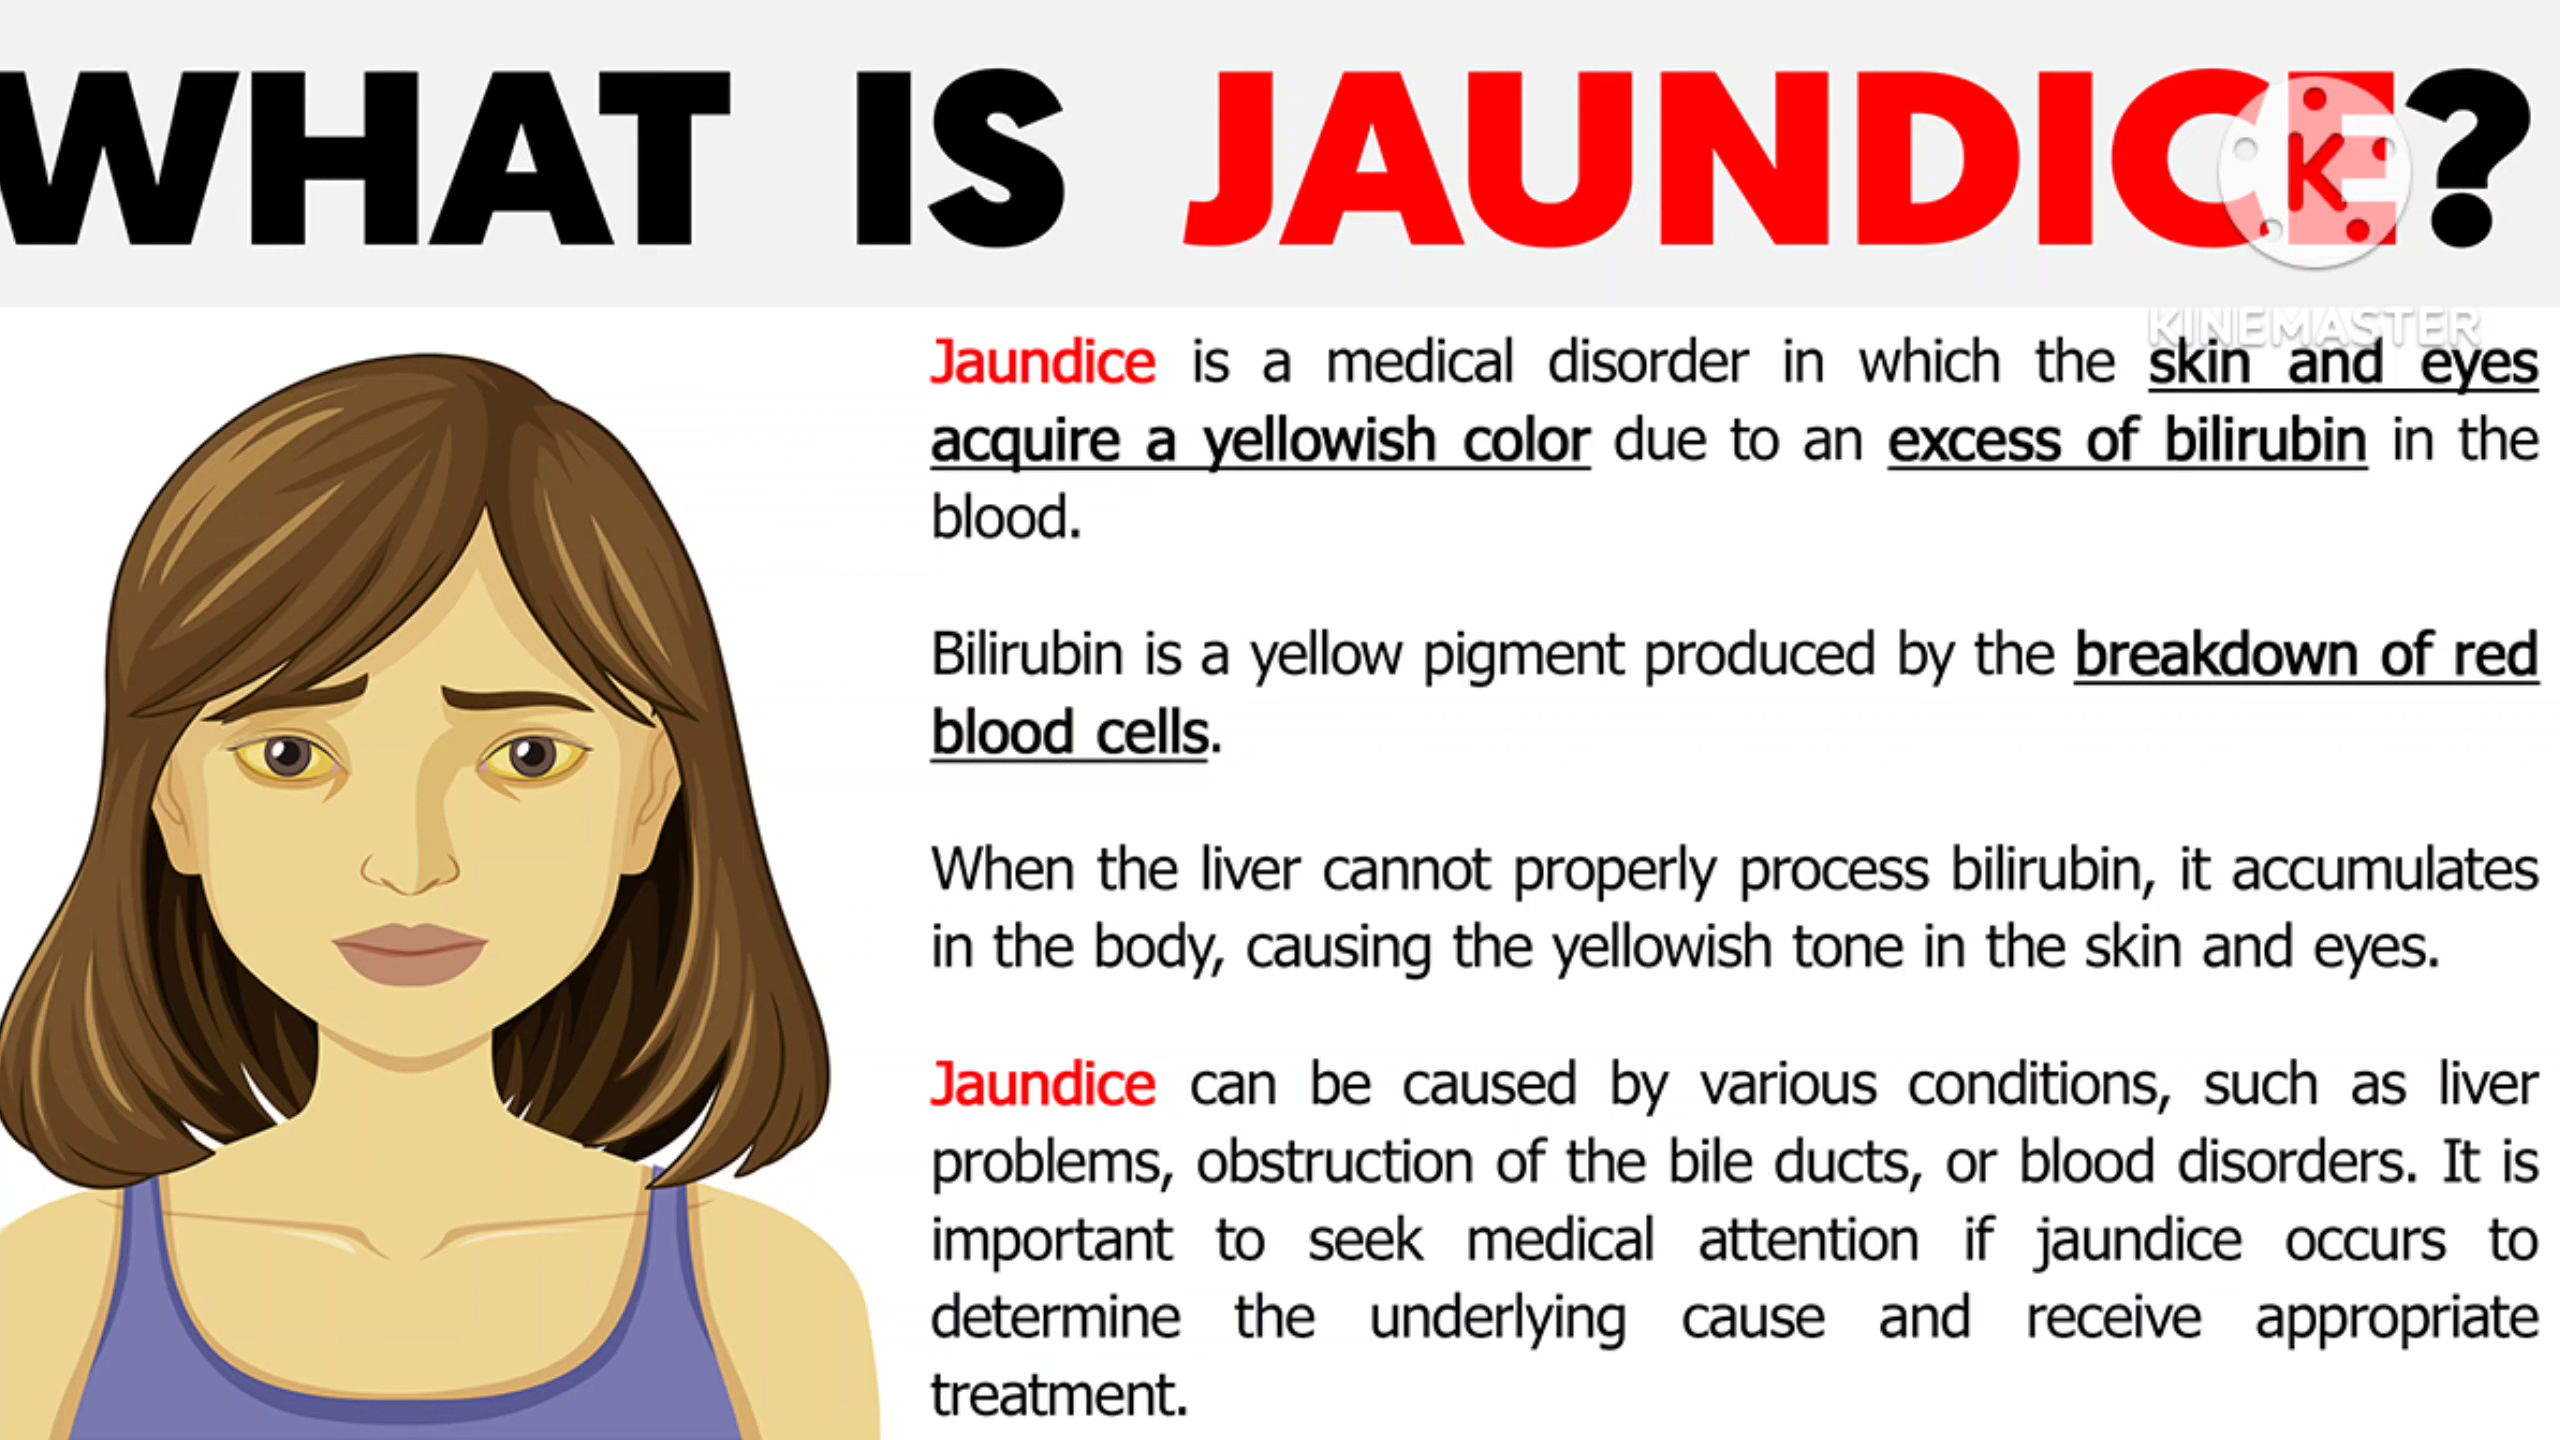 WHAT IS JAUNDICE?
K
KINEMASTER
Jaundice is a medical disorder in which the skin and eyes
acquire a yellowish color due to an excess of bilirubin in the
blood.
Bilirubin is a yellow pigment produced by the breakdown of red
blood cells.
When the liver cannot properly process bilirubin, it accumulates
in the body, causing the yellowish tone in the skin and eyes.
Jaundice can be caused by various conditions, such as liver
problems, obstruction of the bile ducts, or blood disorders. It is
important to seek medical attention if jaundice occurs to
determine the underlying cause and receive appropriate
treatment.